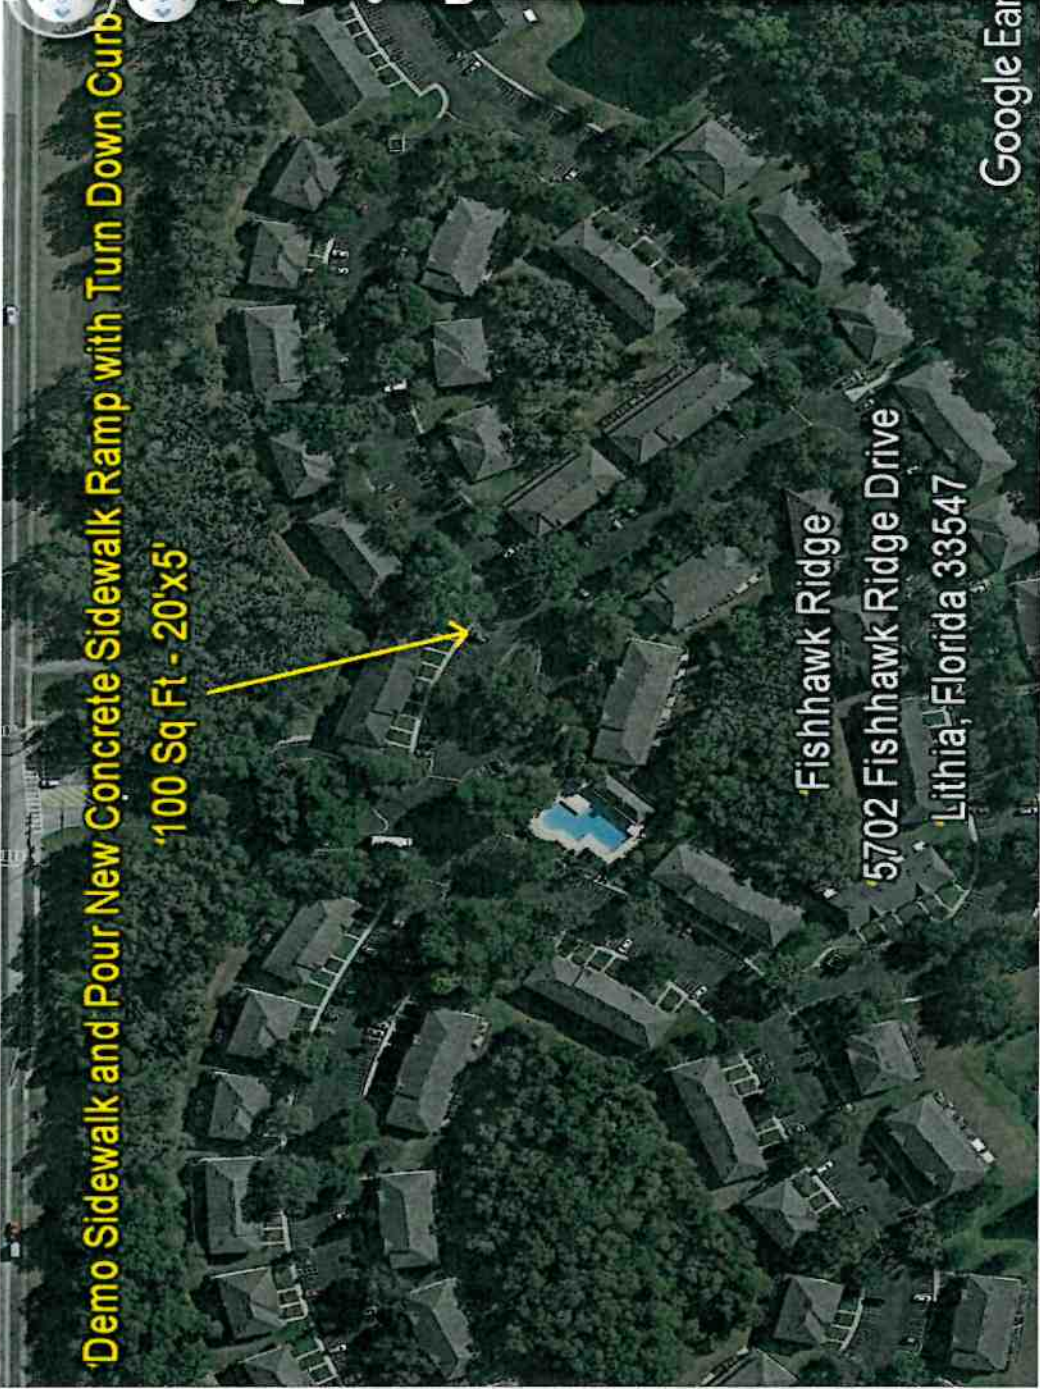 'Demo Sidewalk and Pour New Concrete Sidewalk Ramp with Turn Down Curb
'100 Sq Ft - 20'x5'
'Fishhawk Ridge
'5702 Fishhawk Ridge Drive
'Lithia, Florida 33547
Google Ear